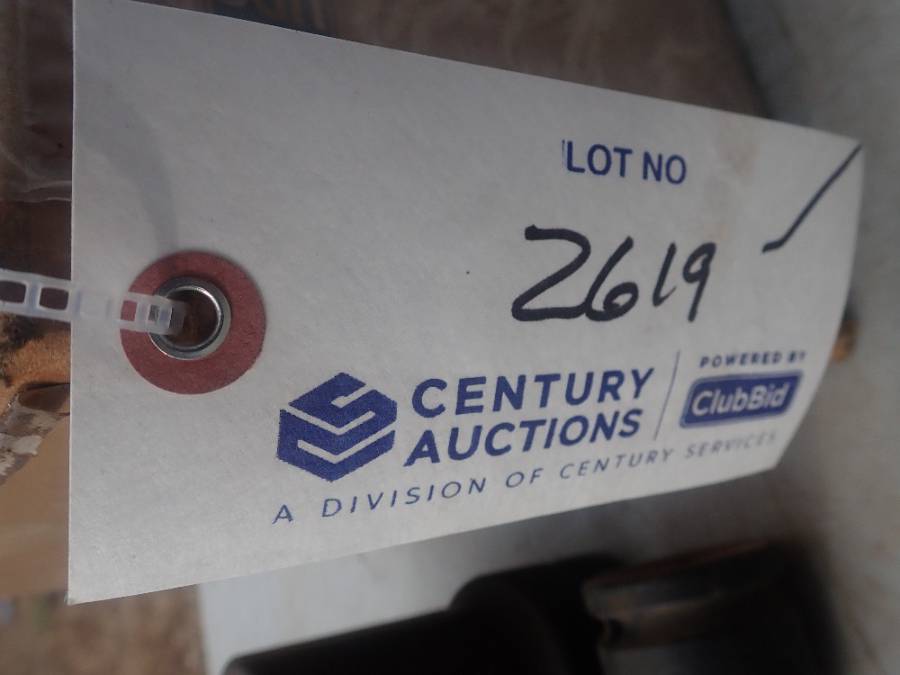 LOT NO
2619
CENTURY
AUCTIONS
POWERED BY
ClubBid
A DIVISION OF CENTURY SERVICES